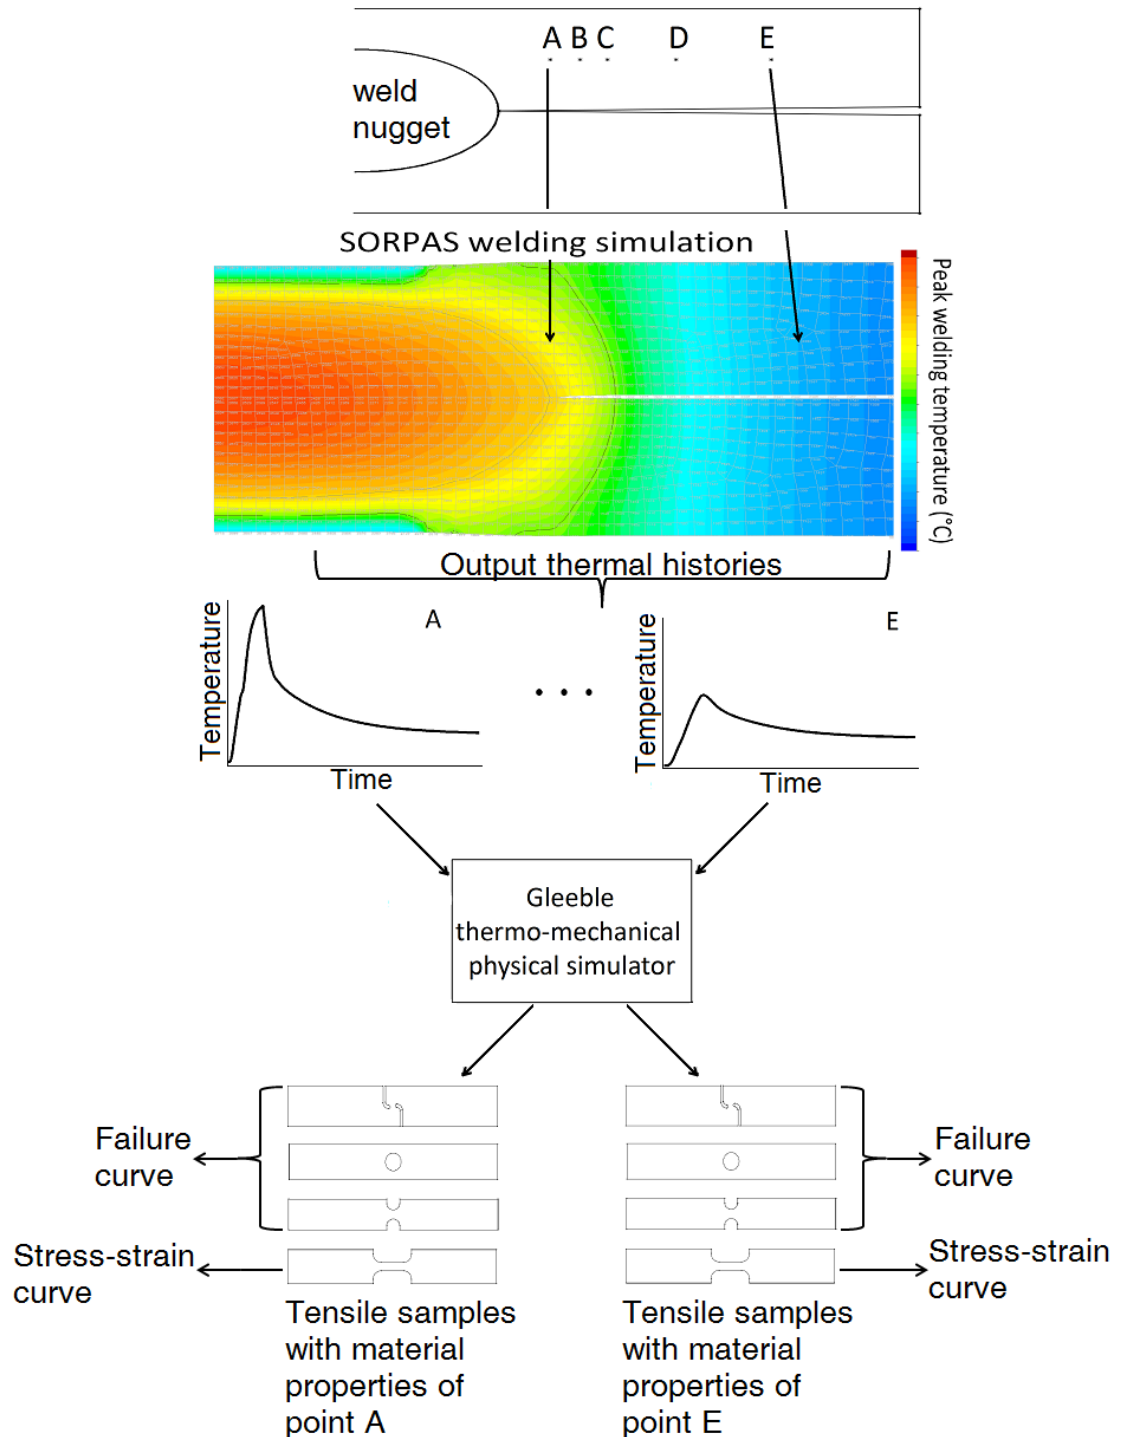 A B C D E
weld
nugget
SORPAS welding simulation
Peak welding temperature (°C)
Output thermal histories
A
Temperature
Time
. . .
E
Temperature
Time
Gleeble
thermo-mechanical
physical simulator
Failure
curve
Stress-strain
curve
Failure
curve
Stress-strain
curve
Tensile samples
with material
properties of
point A
Tensile samples
with material
properties of
point E